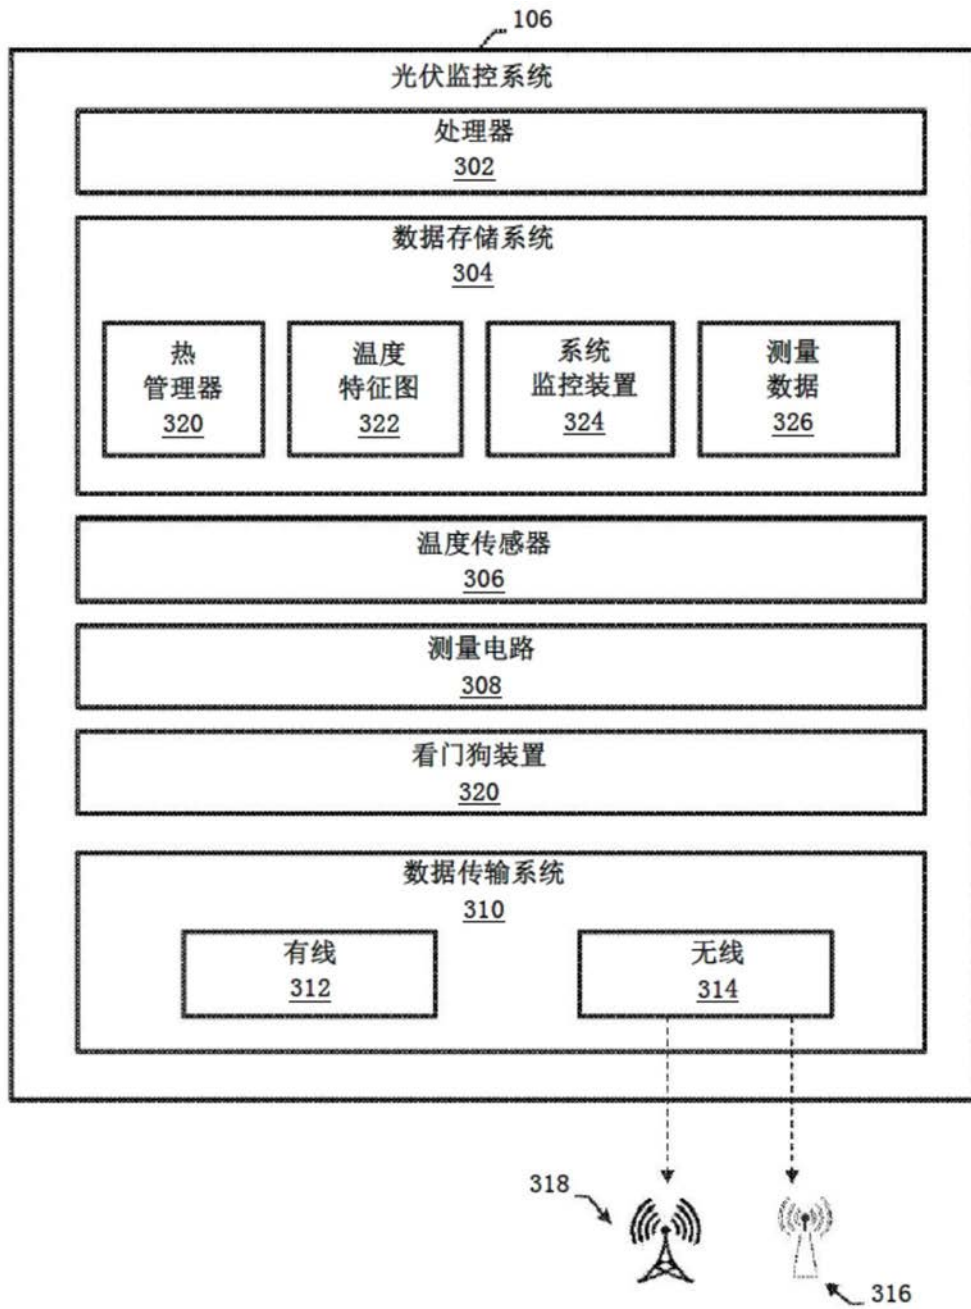 106
光伏监控系统
处理器
302
数据存储系统
304
热
管理器
320
温度
特征图
322
系统
监控装置
324
测量
数据
326
温度传感器
306
测量电路
308
看门狗装置
320
数据传输系统
310
有线
312
无线
314
318
316